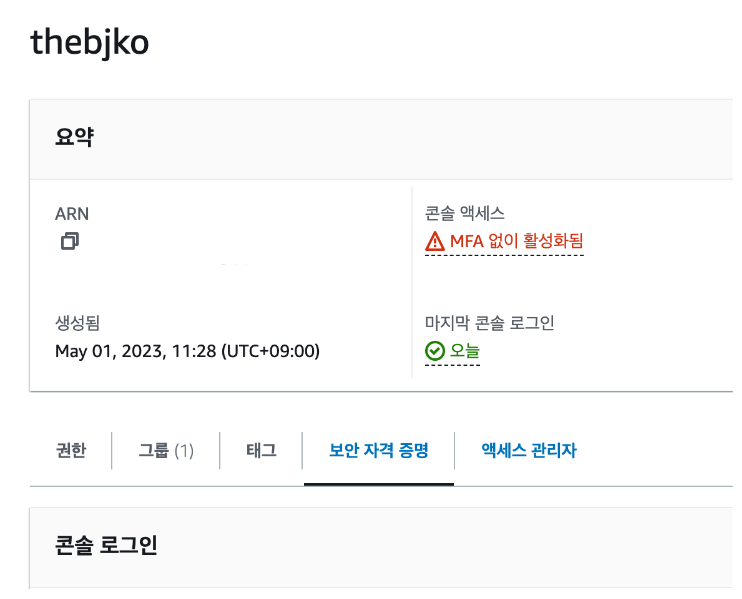 thebjko
요약
ARN
콘솔 액세스
MFA 없이 활성화됨
생성됨
May 01, 2023, 11:28 (UTC+09:00)
마지막 콘솔 로그인
오늘
권한 그룹 (1) 태그 보안 자격 증명 액세스 관리자
콘솔 로그인